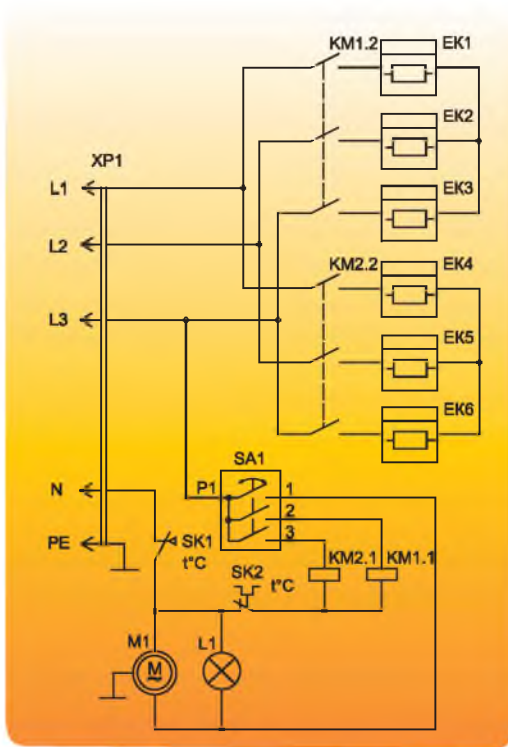 KM1.2 EK1
EK2
XP1
L1 EK3
L2 KM2.2 EK4
L3 EK5
EK6
SA1
N P1 1
2
3
PE SK1 t°C KM2.1 KM1.1
SK2 t°C
M1 L1
M
~